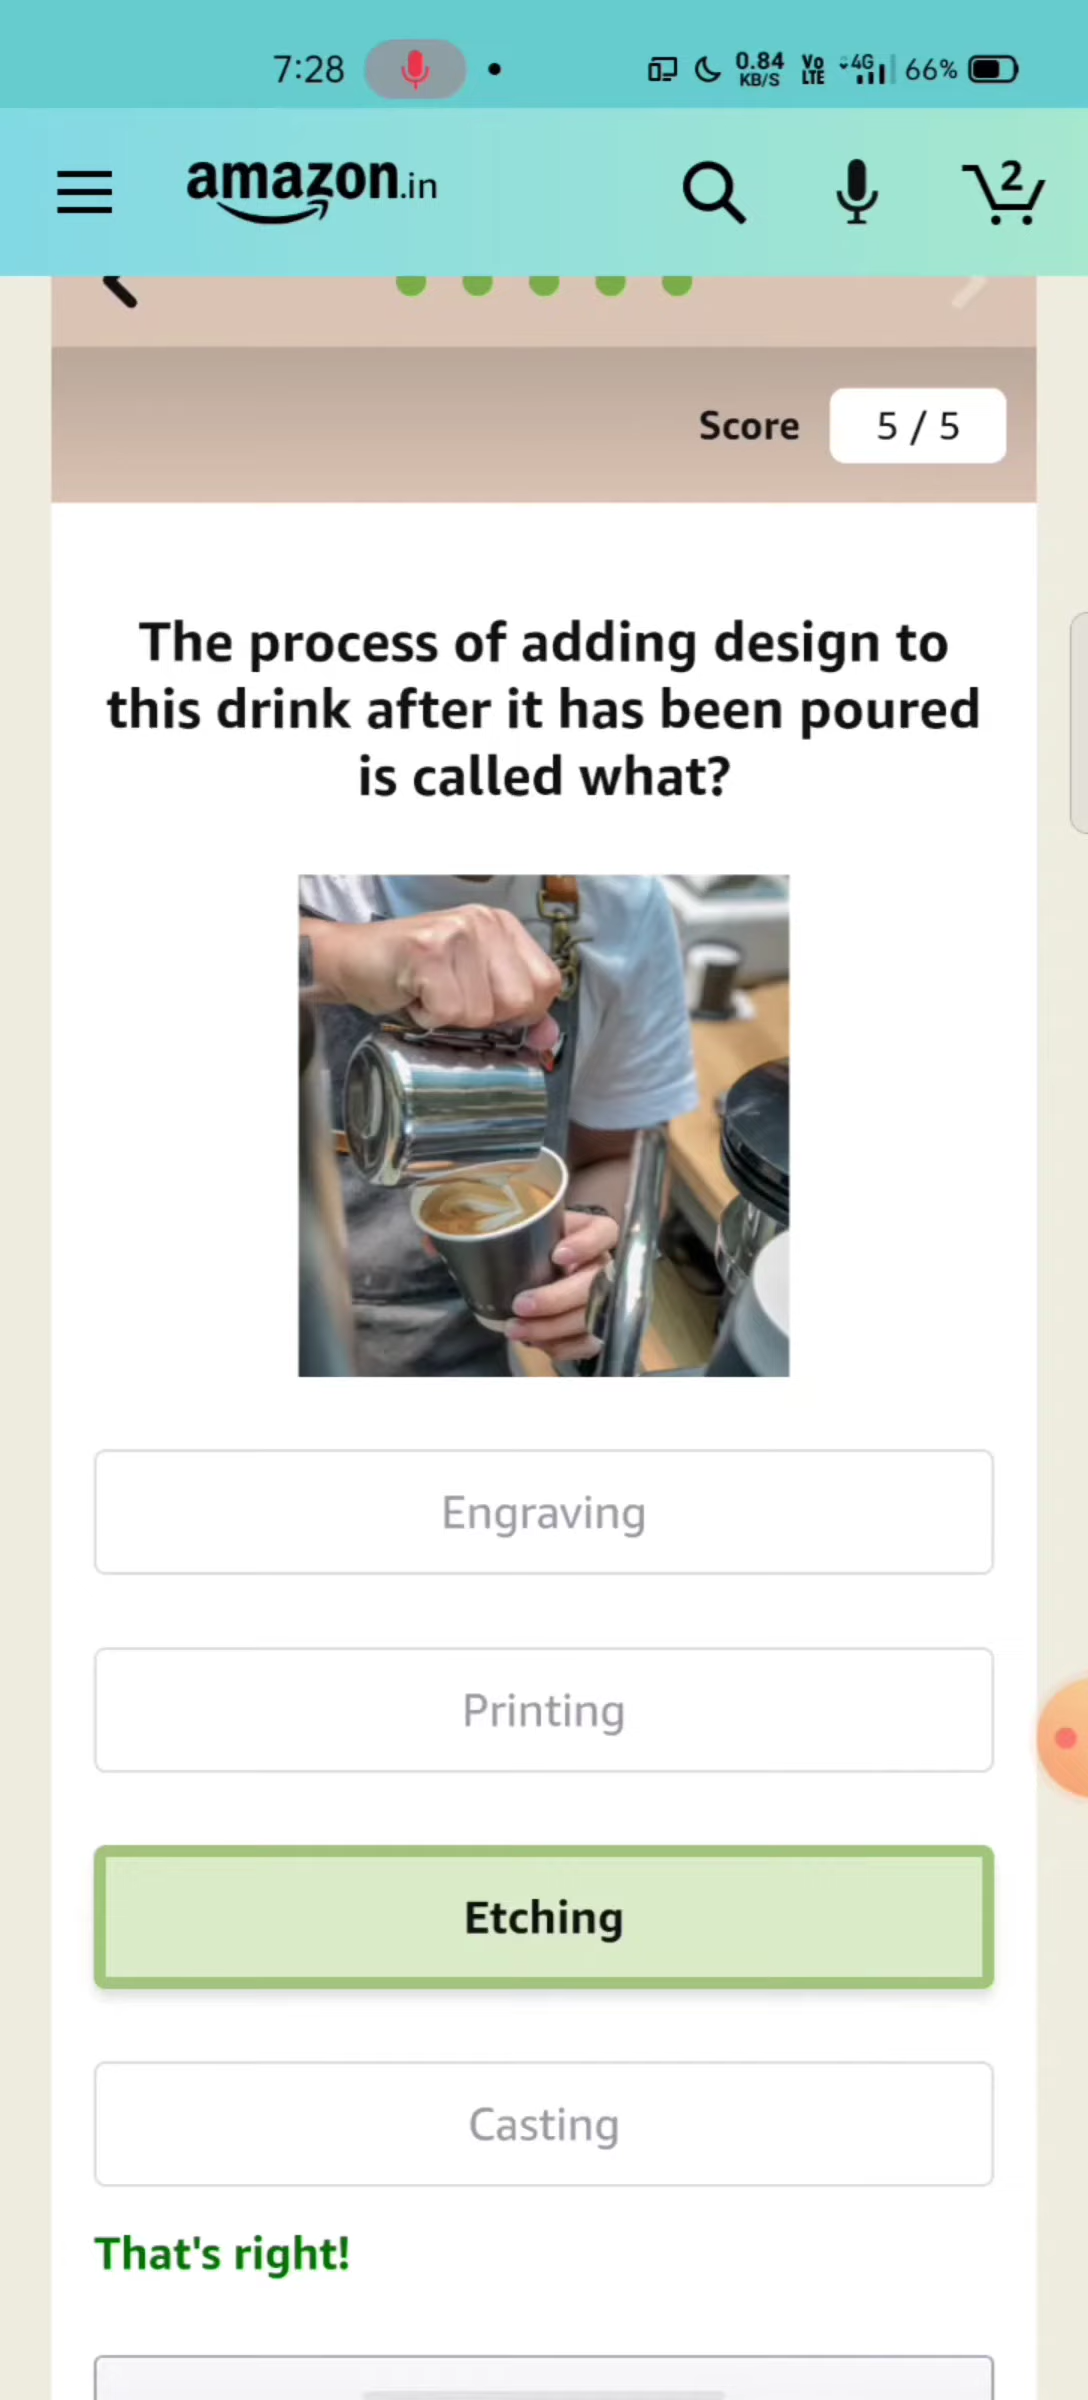 7:28
0.84 KB/S
Vo LTE
4G
66%
amazon.in
2
Score
5 / 5
The process of adding design to
this drink after it has been poured
is called what?
Engraving
Printing
Etching
Casting
That's right!